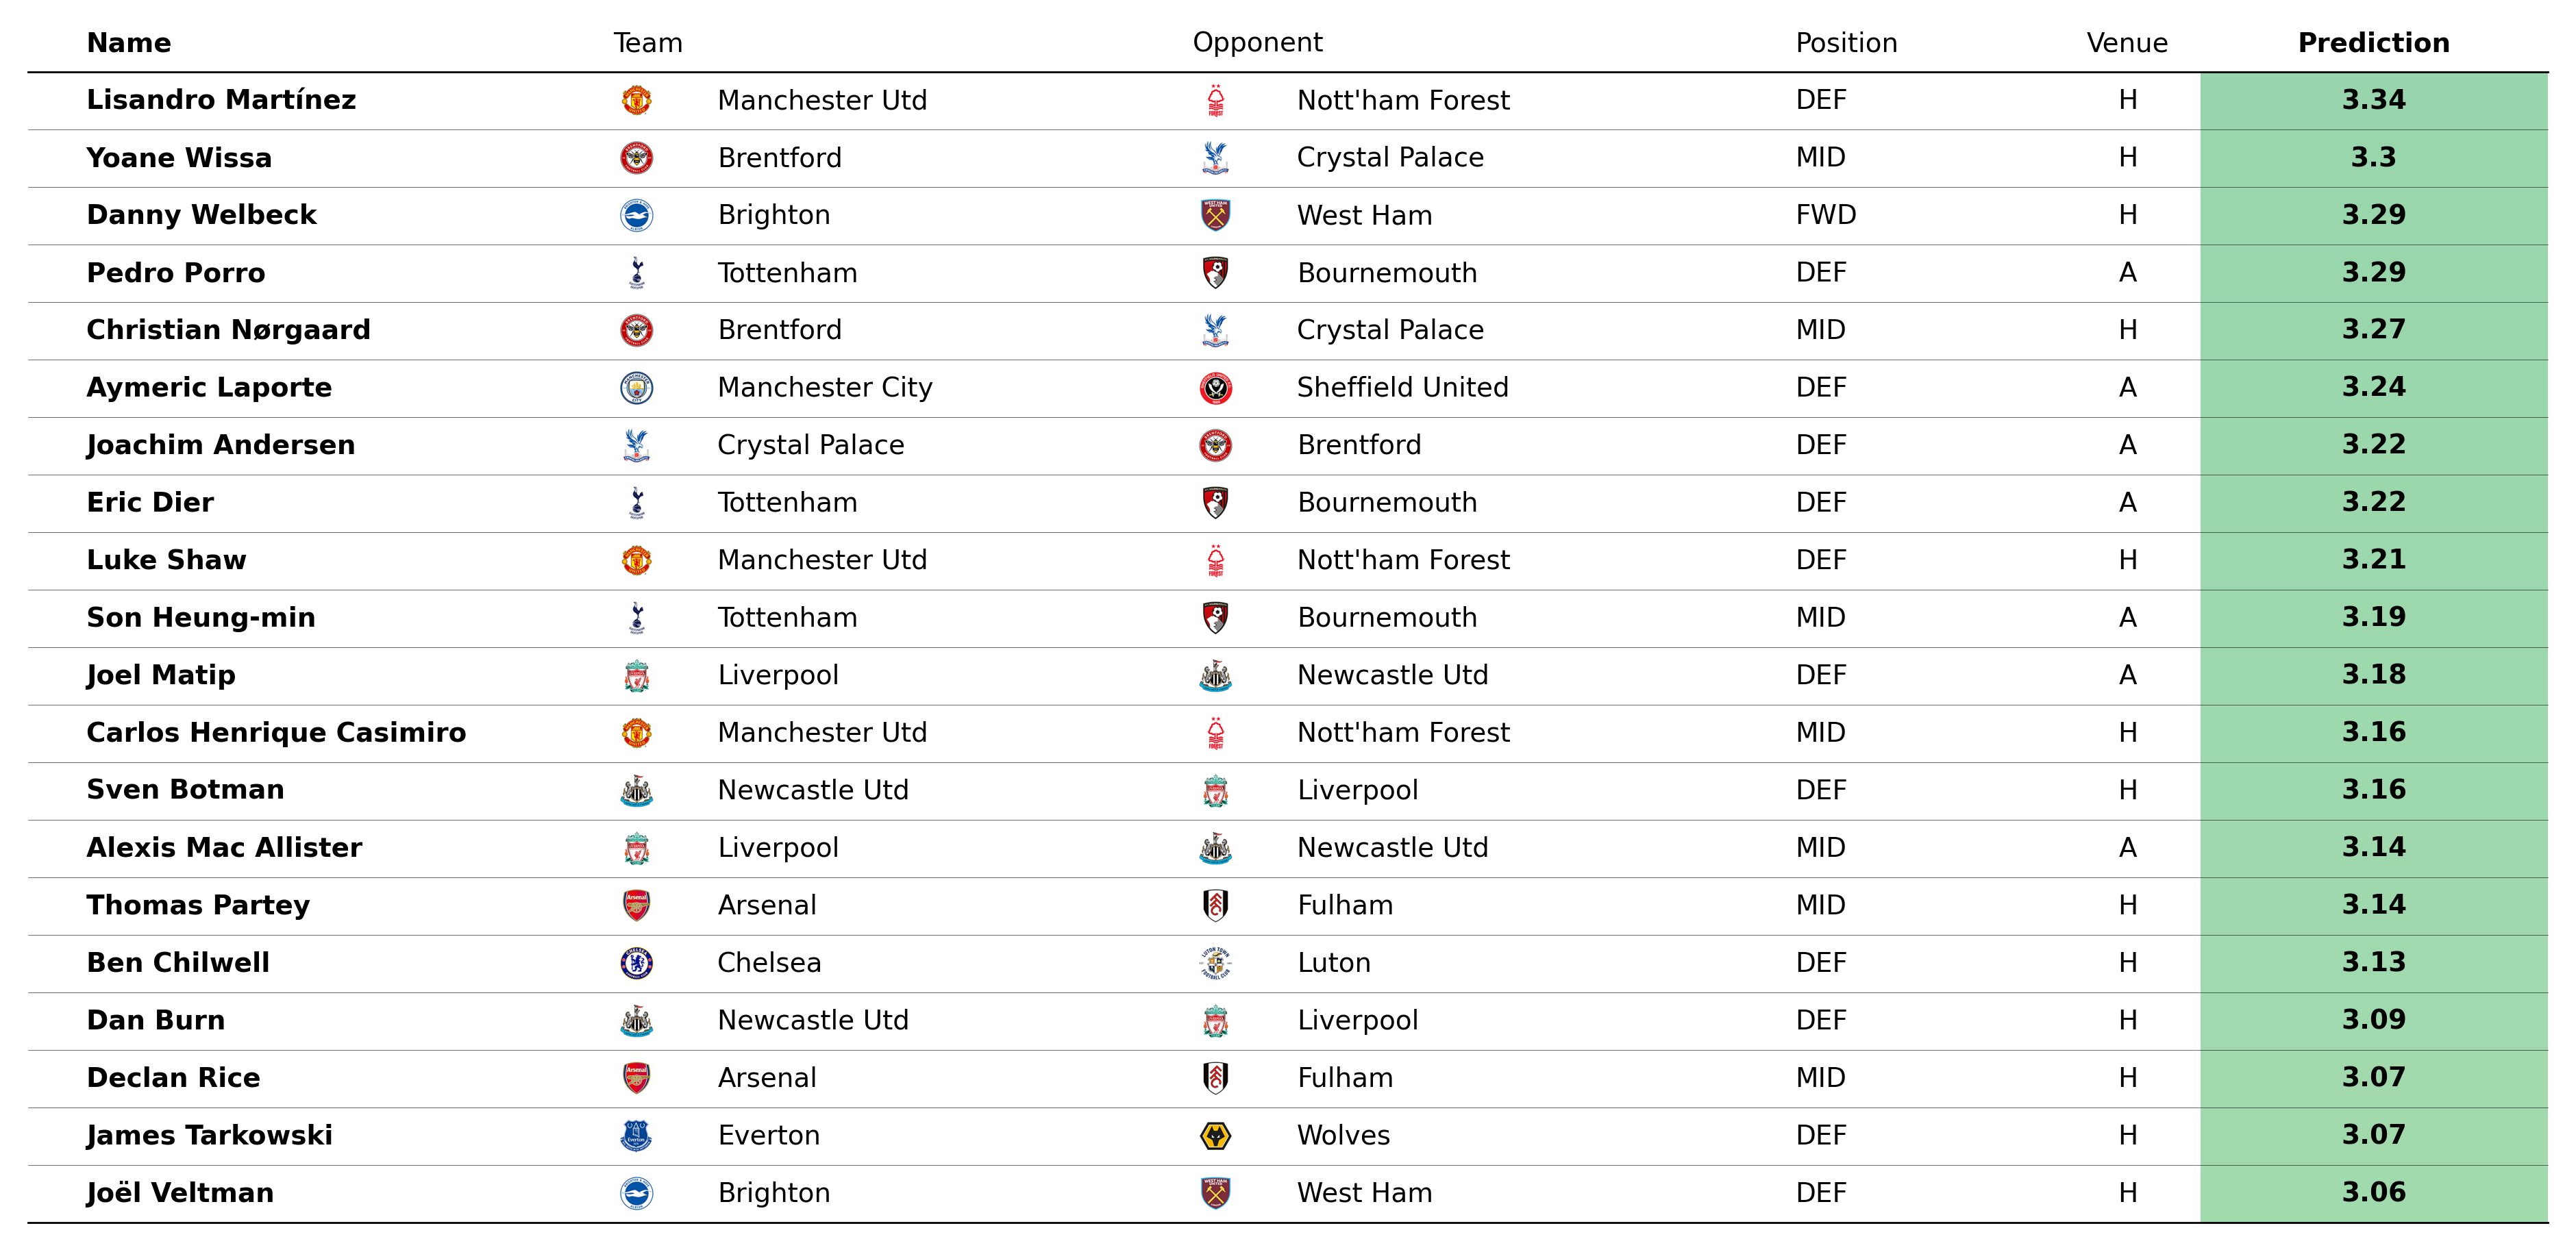 Name Team Opponent Position Venue Prediction
Lisandro Martínez Manchester Utd Nott'ham Forest DEF H 3.34
Yoane Wissa Brentford Crystal Palace MID H 3.3
Danny Welbeck Brighton West Ham FWD H 3.29
Pedro Porro Tottenham Bournemouth DEF A 3.29
Christian Nørgaard Brentford Crystal Palace MID H 3.27
Aymeric Laporte Manchester City Sheffield United DEF A 3.24
Joachim Andersen Crystal Palace Brentford DEF A 3.22
Eric Dier Tottenham Bournemouth DEF A 3.22
Luke Shaw Manchester Utd Nott'ham Forest DEF H 3.21
Son Heung-min Tottenham Bournemouth MID A 3.19
Joel Matip Liverpool Newcastle Utd DEF A 3.18
Carlos Henrique Casimiro Manchester Utd Nott'ham Forest MID H 3.16
Sven Botman Newcastle Utd Liverpool DEF H 3.16
Alexis Mac Allister Liverpool Newcastle Utd MID A 3.14
Thomas Partey Arsenal Fulham MID H 3.14
Ben Chilwell Chelsea Luton DEF H 3.13
Dan Burn Newcastle Utd Liverpool DEF H 3.09
Declan Rice Arsenal Fulham MID H 3.07
James Tarkowski Everton Wolves DEF H 3.07
Joël Veltman Brighton West Ham DEF H 3.06